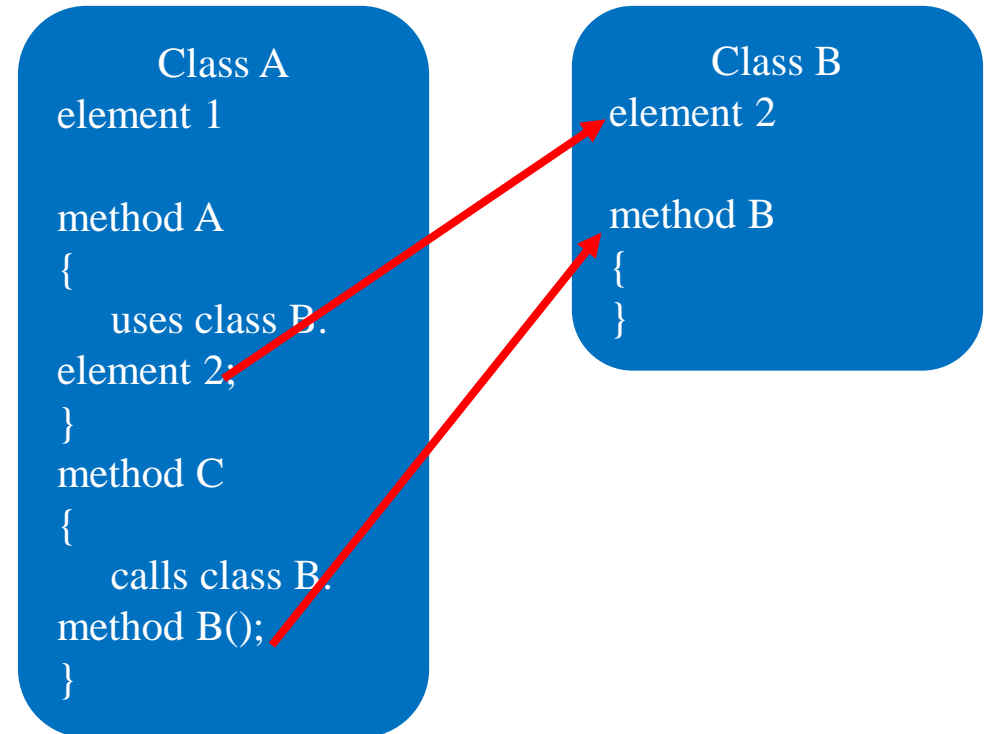 Class A
element 1
method A
{
uses class B.
element 2;
}
method C
{
calls class B.
method B();
}
Class B
element 2
method B
{
}